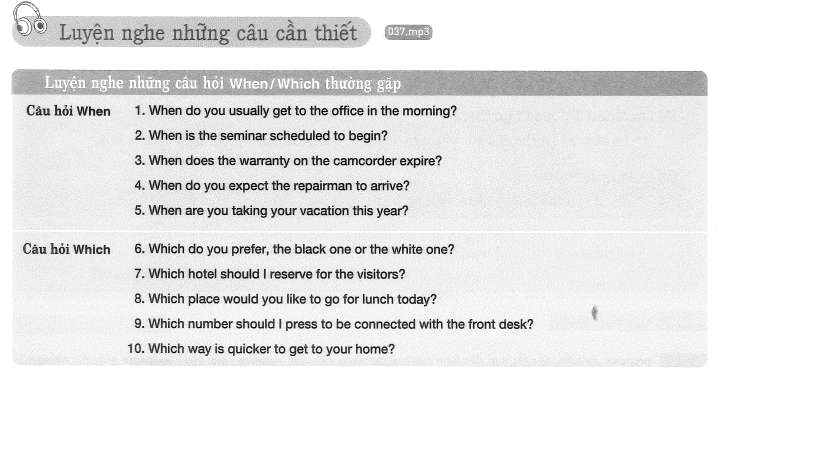 Luyện nghe những câu cần thiết 037.mp3
Luyện nghe những câu hỏi When/Which thường gặp
Câu hỏi When 1. When do you usually get to the office in the morning?
2. When is the seminar scheduled to begin?
3. When does the warranty on the camcorder expire?
4. When do you expect the repairman to arrive?
5. When are you taking your vacation this year?
Câu hỏi Which 6. Which do you prefer, the black one or the white one?
7. Which hotel should I reserve for the visitors?
8. Which place would you like to go for lunch today?
9. Which number should I press to be connected with the front desk?
10. Which way is quicker to get to your home?